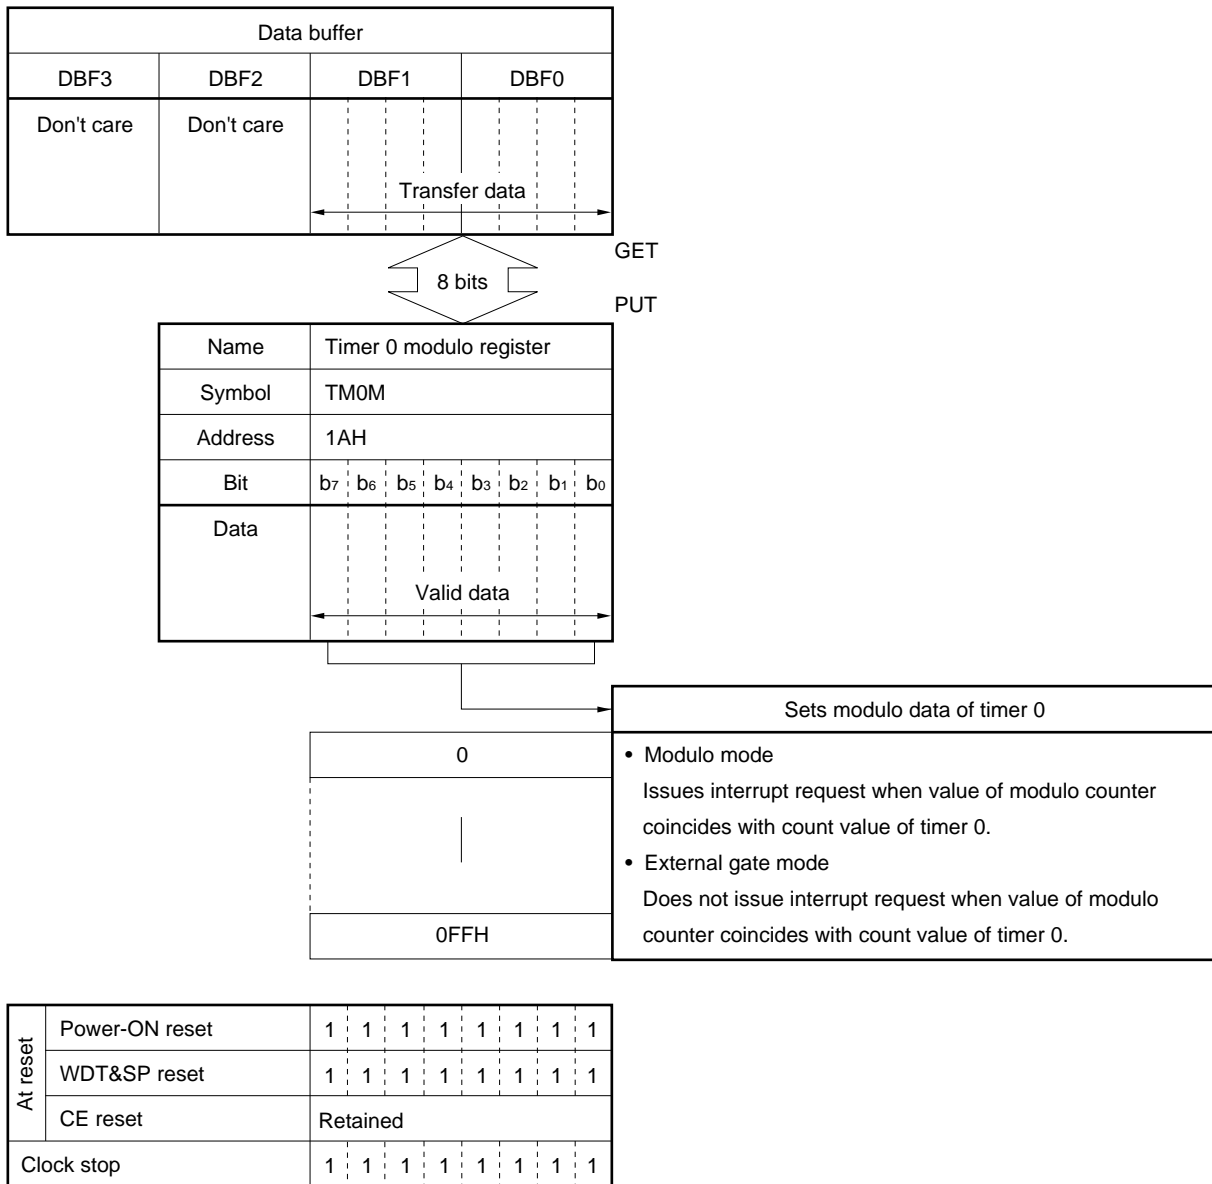 Data buffer
DBF3 DBF2 DBF1 DBF0
Don't care Don't care
Transfer data
GET
8 bits
PUT
Name Timer 0 modulo register
Symbol TM0M
Address 1AH
Bit b7 b6 b5 b4 b3 b2 b1 b0
Data
Valid data
Sets modulo data of timer 0
0
• Modulo mode
Issues interrupt request when value of modulo counter
coincides with count value of timer 0.
• External gate mode
Does not issue interrupt request when value of modulo
counter coincides with count value of timer 0.
0FFH
At reset
Power-ON reset 1 1 1 1 1 1 1 1
WDT&SP reset 1 1 1 1 1 1 1 1
CE reset Retained
Clock stop 1 1 1 1 1 1 1 1